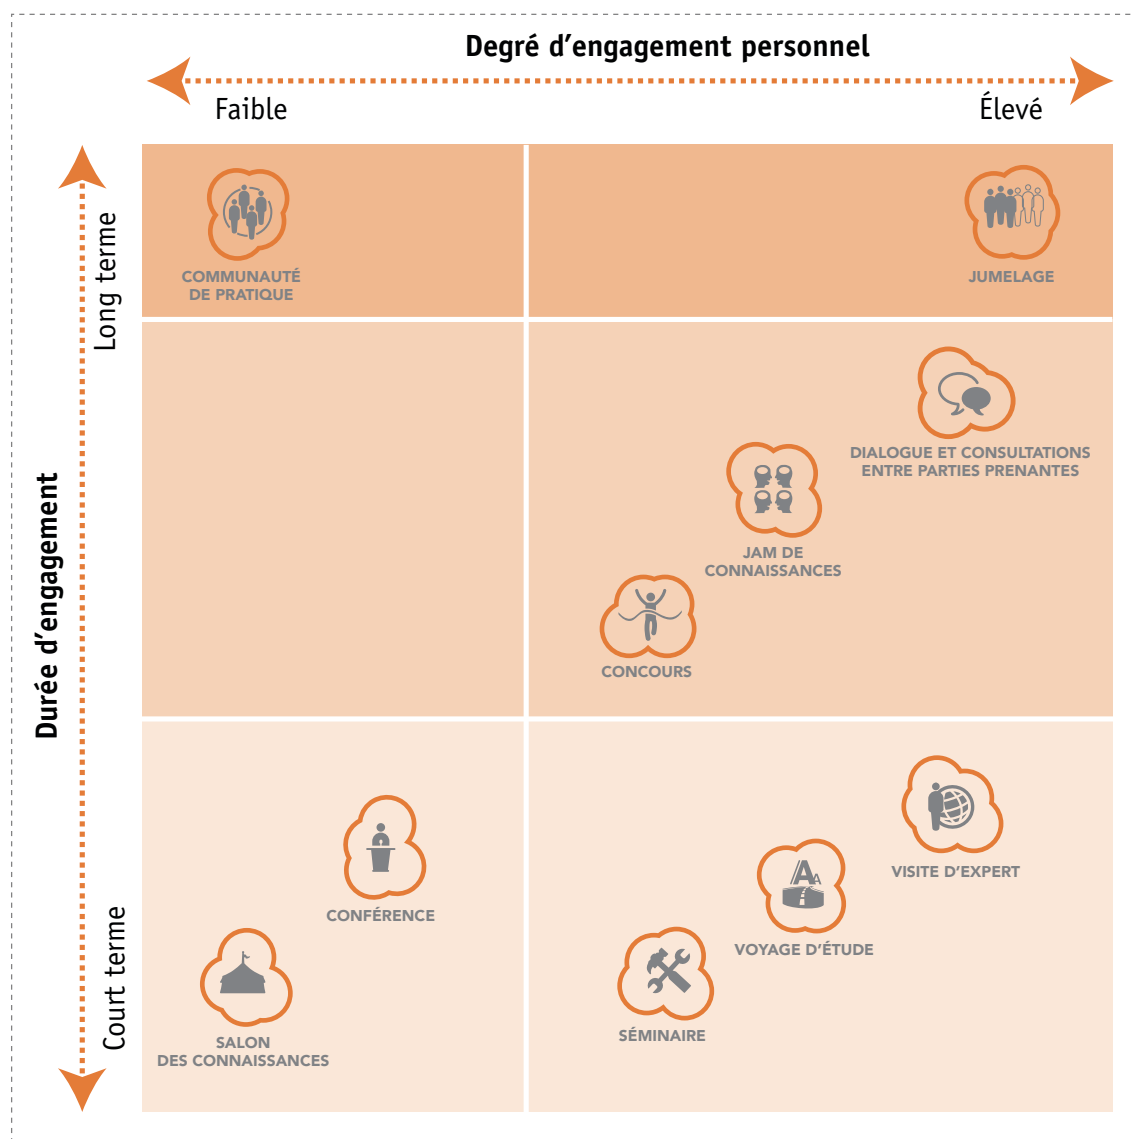 Degré d’engagement personnel
Faible
Élevé
Durée d’engagement
Long terme
Court terme
COMMUNAUTÉ
DE PRATIQUE
JUMELAGE
DIALOGUE ET CONSULTATIONS
ENTRE PARTIES PRENANTES
JAM DE
CONNAISSANCES
CONCOURS
VISITE D’EXPERT
CONFÉRENCE
VOYAGE D’ÉTUDE
SÉMINAIRE
SALON
DES CONNAISSANCES